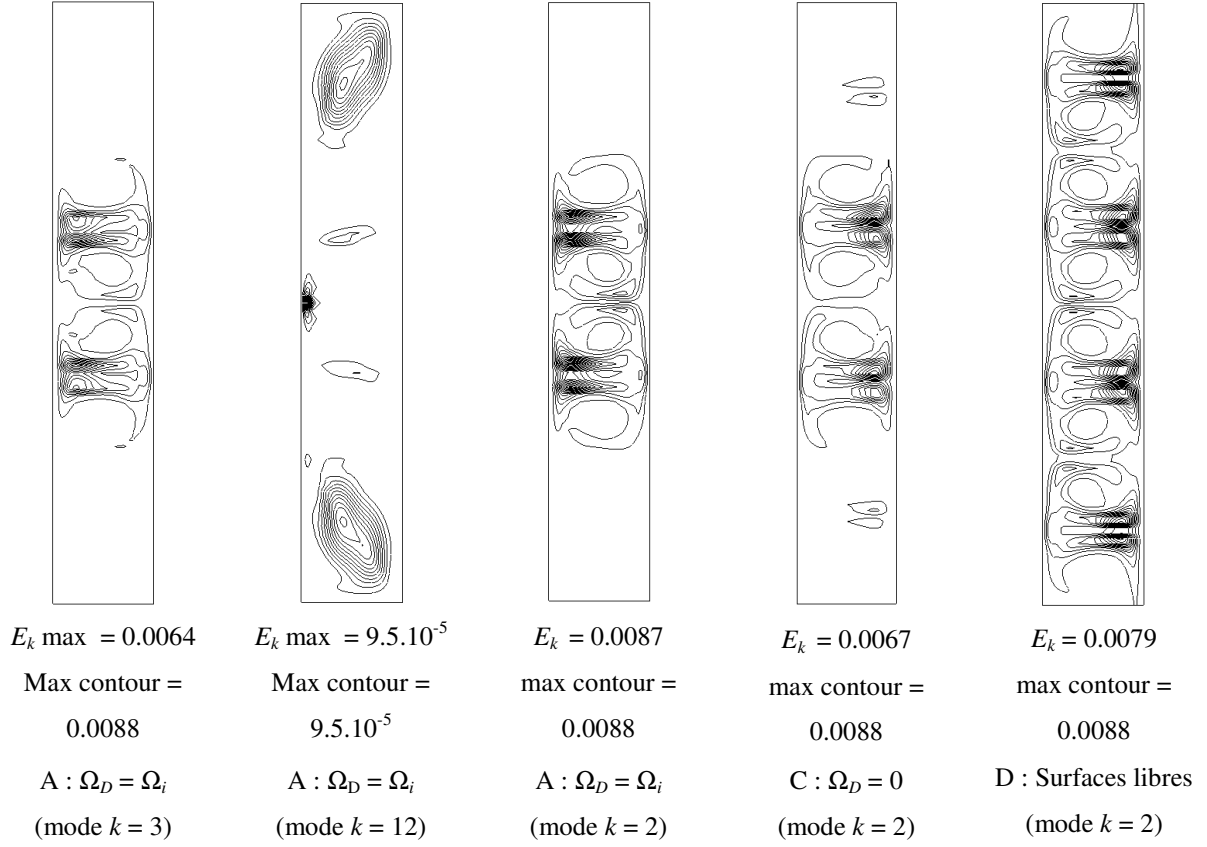 E_k max = 0.0064
Max contour =
0.0088
A : Ω_D = Ω_i
(mode k = 3)
E_k max = 9.5.10^-5
Max contour =
9.5.10^-5
A : Ω_D = Ω_i
(mode k = 12)
E_k = 0.0087
max contour =
0.0088
A : Ω_D = Ω_i
(mode k = 2)
E_k = 0.0067
max contour =
0.0088
C : Ω_D = 0
(mode k = 2)
E_k = 0.0079
max contour =
0.0088
D : Surfaces libres
(mode k = 2)